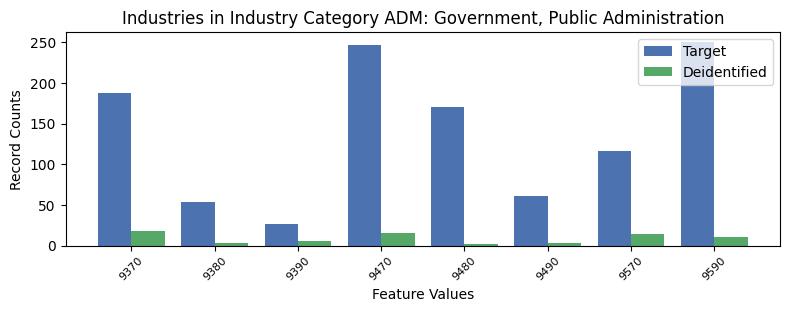 Industries in Industry Category ADM: Government, Public Administration
Record Counts
250
200
150
100
50
0
Target
Deidentified
9370
9380
9390
9470
9480
9490
9570
9590
Feature Values